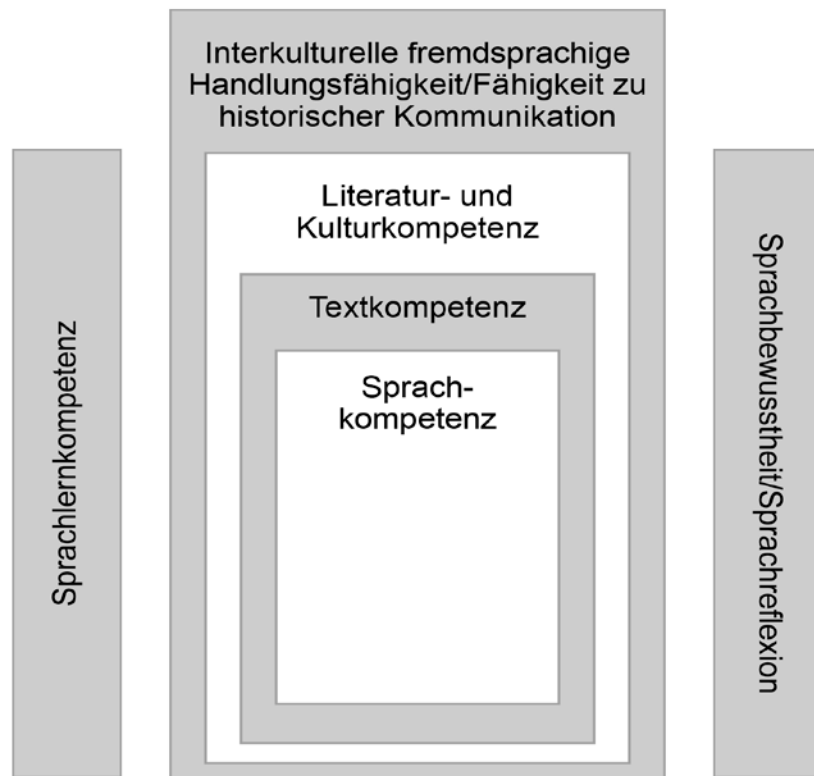 Interkulturelle fremdsprachige
Handlungsfähigkeit/Fähigkeit zu
historischer Kommunikation
Literatur- und
Kulturkompetenz
Textkompetenz
Sprach-
kompetenz
Sprachlernkompetenz
Sprachbewusstheit/Sprachreflexion